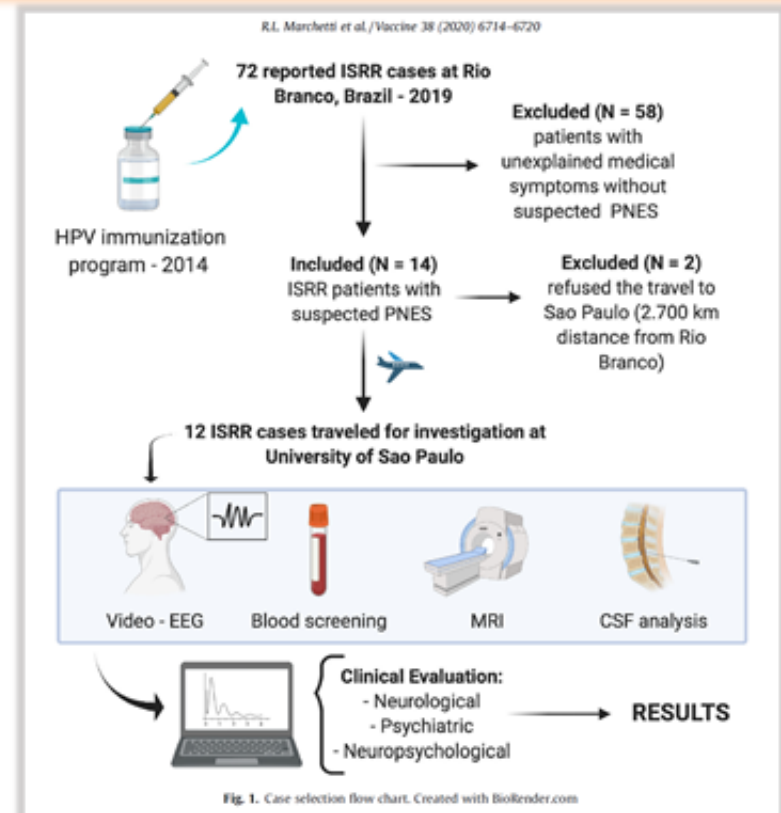 R.L. Marchetti et al./Vaccine 38 (2020) 6714–6720
72 reported ISRR cases at Rio
Branco, Brazil - 2019
HPV immunization
program - 2014
Excluded (N = 58)
patients with
unexplained medical
symptoms without
suspected PNES
Included (N = 14)
ISRR patients with
suspected PNES
Excluded (N = 2)
refused the travel to
Sao Paulo (2.700 km
distance from Rio
Branco)
12 ISRR cases traveled for investigation at
University of Sao Paulo
Video - EEG
Blood screening
MRI
CSF analysis
Clinical Evaluation:
- Neurological
- Psychiatric
- Neuropsychological
RESULTS
Fig. 1. Case selection flow chart. Created with BioRender.com